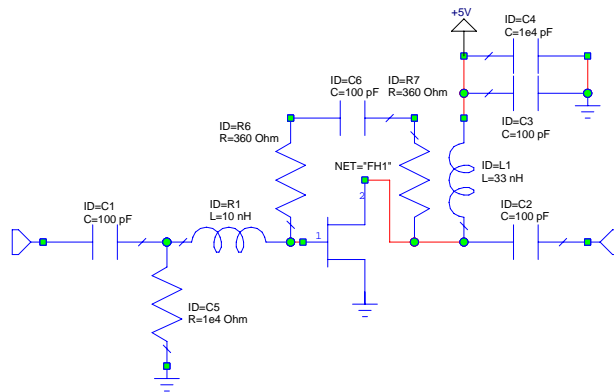 +5V
ID=C4
C=1e4 pF
ID=C6
C=100 pF
ID=R7
R=360 Ohm
ID=C3
C=100 pF
ID=R6
R=360 Ohm
NET="FH1"
ID=L1
L=33 nH
2
ID=C1
C=100 pF
ID=R1
L=10 nH
ID=C2
C=100 pF
1
ID=C5
R=1e4 Ohm